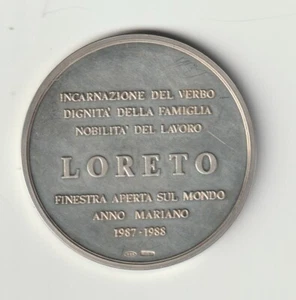 INCARNAZIONE DEL VERBO
DIGNITA' DELLA FAMIGLIA
NOBILITA' DEL LAVORO
LORETO
FINESTRA APERTA SUL MONDO
ANNO MARIANO
1987-1988